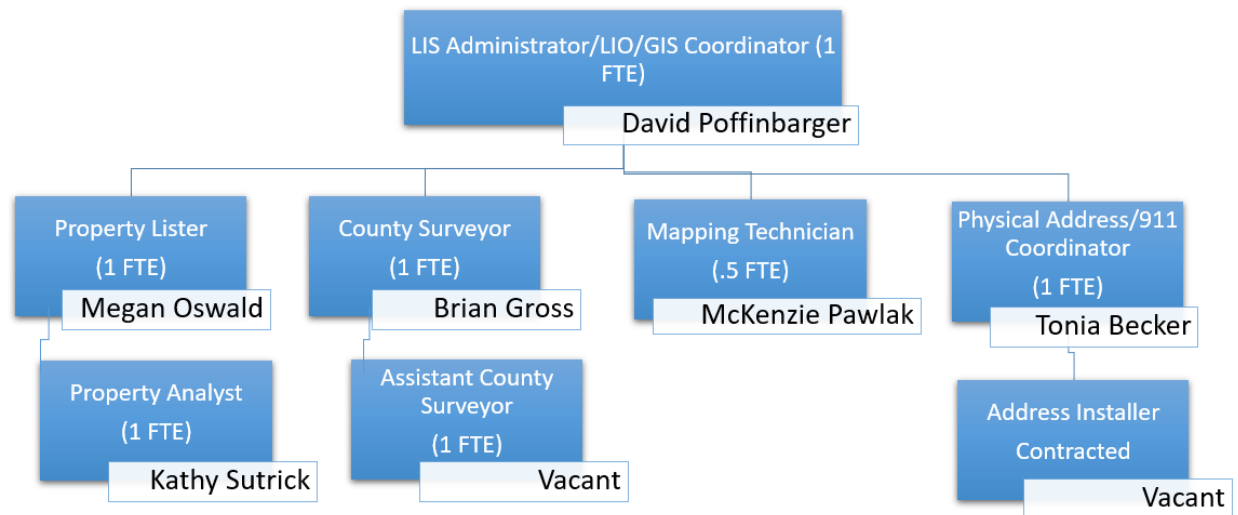 LIS Administrator/LIO/GIS Coordinator (1
FTE)
David Poffinbarger
Property Lister
(1 FTE)
Megan Oswald
County Surveyor
(1 FTE)
Brian Gross
Mapping Technician
(.5 FTE)
McKenzie Pawlak
Physical Address/911
Coordinator
(1 FTE)
Tonia Becker
Property Analyst
(1 FTE)
Kathy Sutrick
Assistant County
Surveyor
(1 FTE)
Vacant
Address Installer
Contracted
Vacant